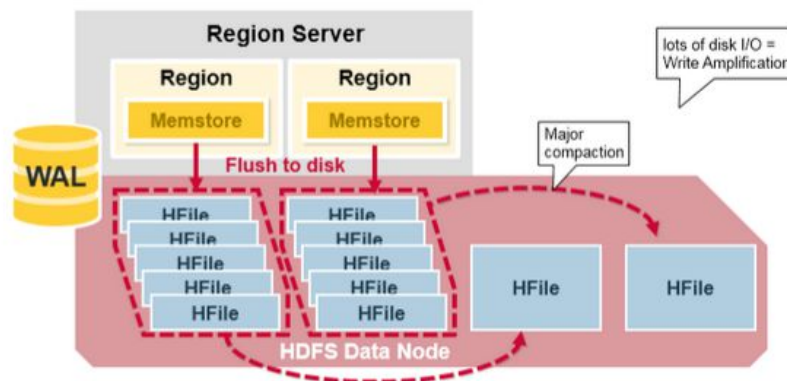 Region Server
lots of disk I/O =
Write Amplification
Region
Region
Memstore
Memstore
Major
compaction
Flush to disk
WAL
HFile
HFile
HFile
HFile
HFile
HFile
HFile
HFile
HFile
HFile
HFile
HFile
HDFS Data Node